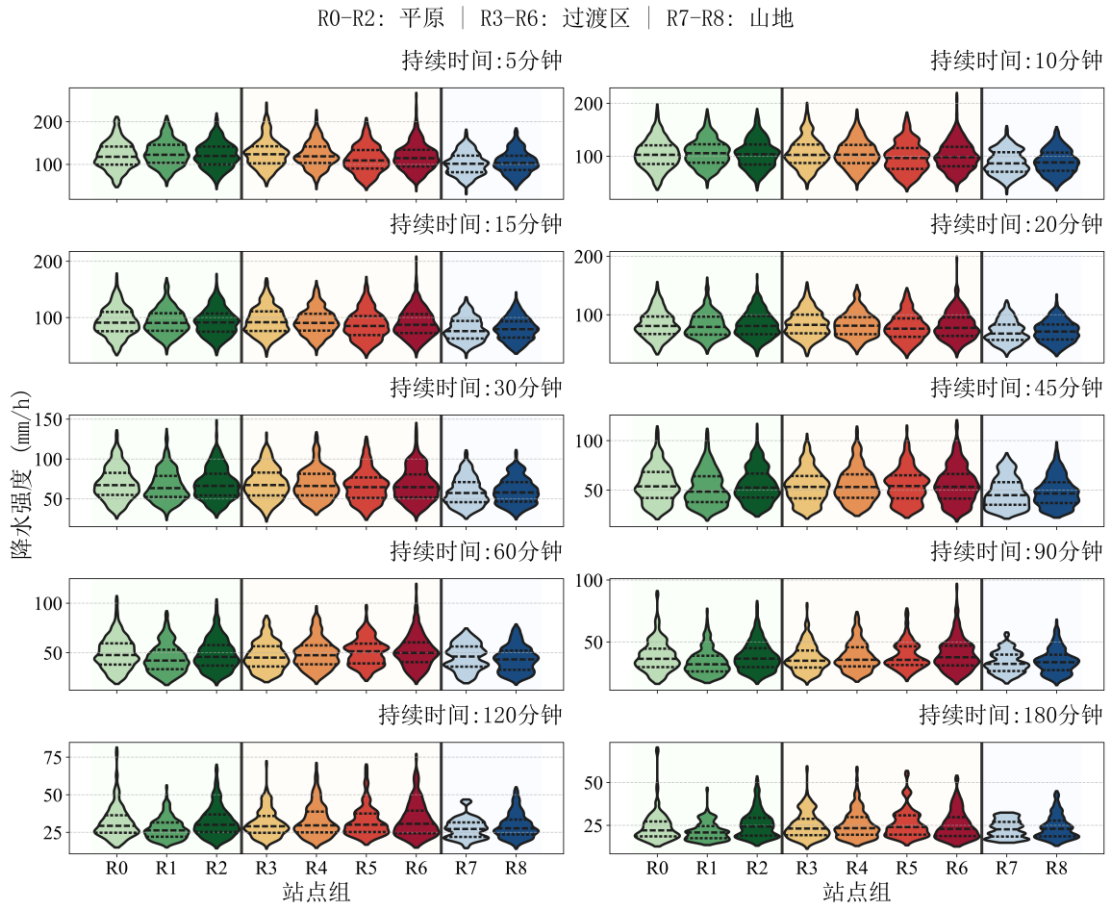 R0-R2: 平原 | R3-R6: 过渡区 | R7-R8: 山地
持续时间:5分钟
持续时间:10分钟
200
100
200
100
持续时间:15分钟
持续时间:20分钟
200
100
200
100
持续时间:30分钟
持续时间:45分钟
150
100
50
100
50
降水强度 (mm/h)
持续时间:60分钟
持续时间:90分钟
100
50
100
50
持续时间:120分钟
持续时间:180分钟
75
50
25
50
25
R0 R1 R2 R3 R4 R5 R6 R7 R8
R0 R1 R2 R3 R4 R5 R6 R7 R8
站点组
站点组